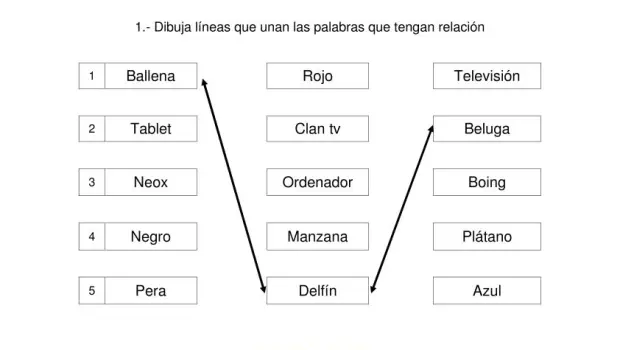 1.- Dibuja líneas que unan las palabras que tengan relación
1 Ballena Rojo Televisión
2 Tablet Clan tv Beluga
3 Neox Ordenador Boing
4 Negro Manzana Plátano
5 Pera Delfín Azul